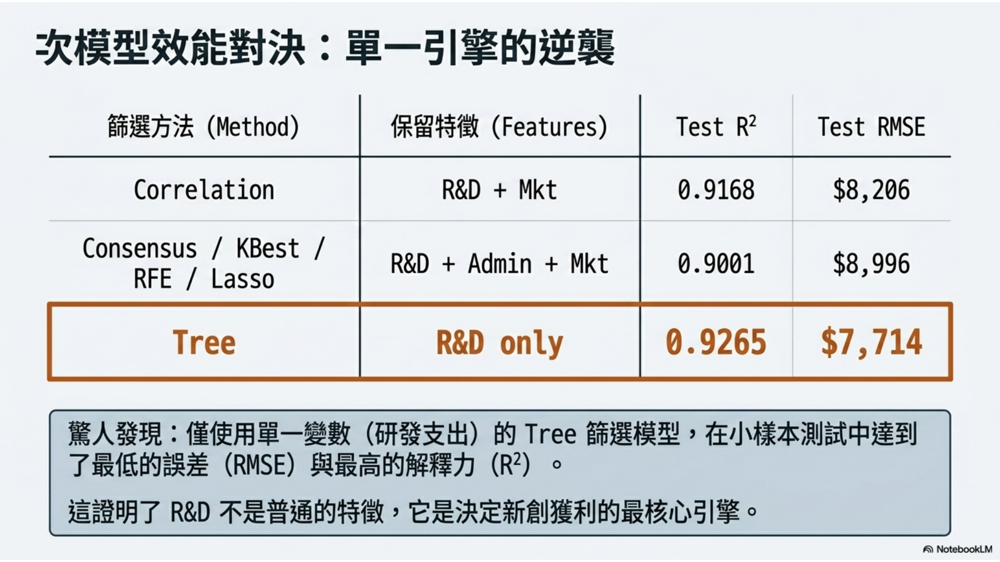 次模型效能對決：單一引擎的逆襲
篩選方法 (Method)
保留特徵 (Features)
Test R²
Test RMSE
Correlation
R&D + Mkt
0.9168
$8,206
Consensus / KBest /
RFE / Lasso
R&D + Admin + Mkt
0.9001
$8,996
Tree
R&D only
0.9265
$7,714
驚人發現：僅使用單一變數（研發支出）的 Tree 篩選模型，在小樣本測試中達到
了最低的誤差（RMSE）與最高的解釋力（R²）。
這證明了 R&D 不是普通的特徵，它是決定新創獲利的最核心引擎。
NotebookLM